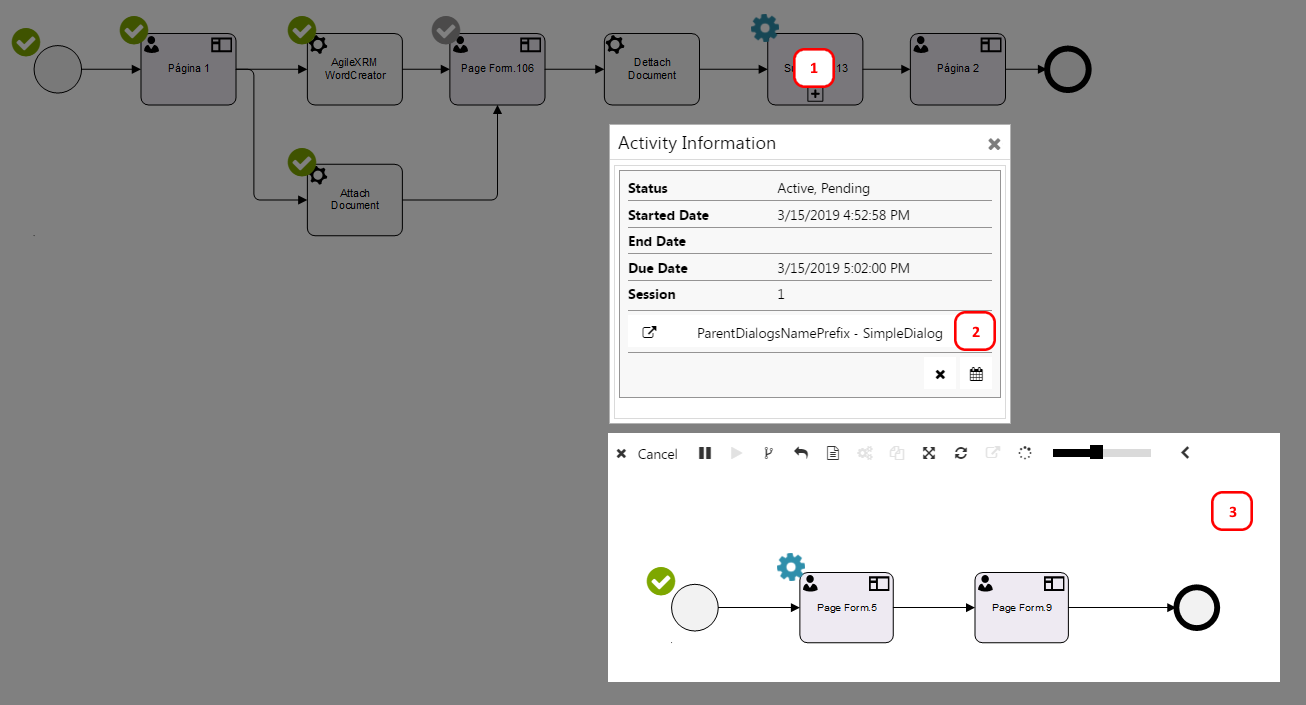 Página 1
AgileXRM
WordCreator
Page Form.106
Dettach
Document
1
13
Página 2
Attach
Document
Activity Information
Status Active, Pending
Started Date 3/15/2019 4:52:58 PM
End Date
Due Date 3/15/2019 5:02:00 PM
Session 1
ParentDialogsNamePrefix - SimpleDialog 2
Cancel
3
Page Form.5
Page Form.9